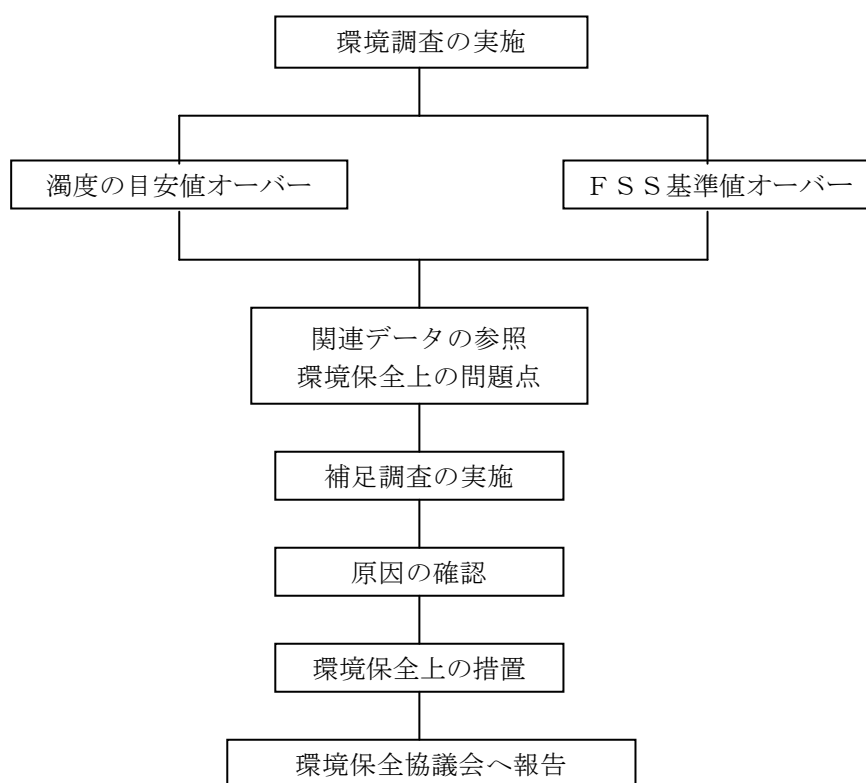 環境調査の実施
濁度の目安値オーバー
ＦＳＳ基準値オーバー
関連データの参照
環境保全上の問題点
補足調査の実施
原因の確認
環境保全上の措置
環境保全協議会へ報告